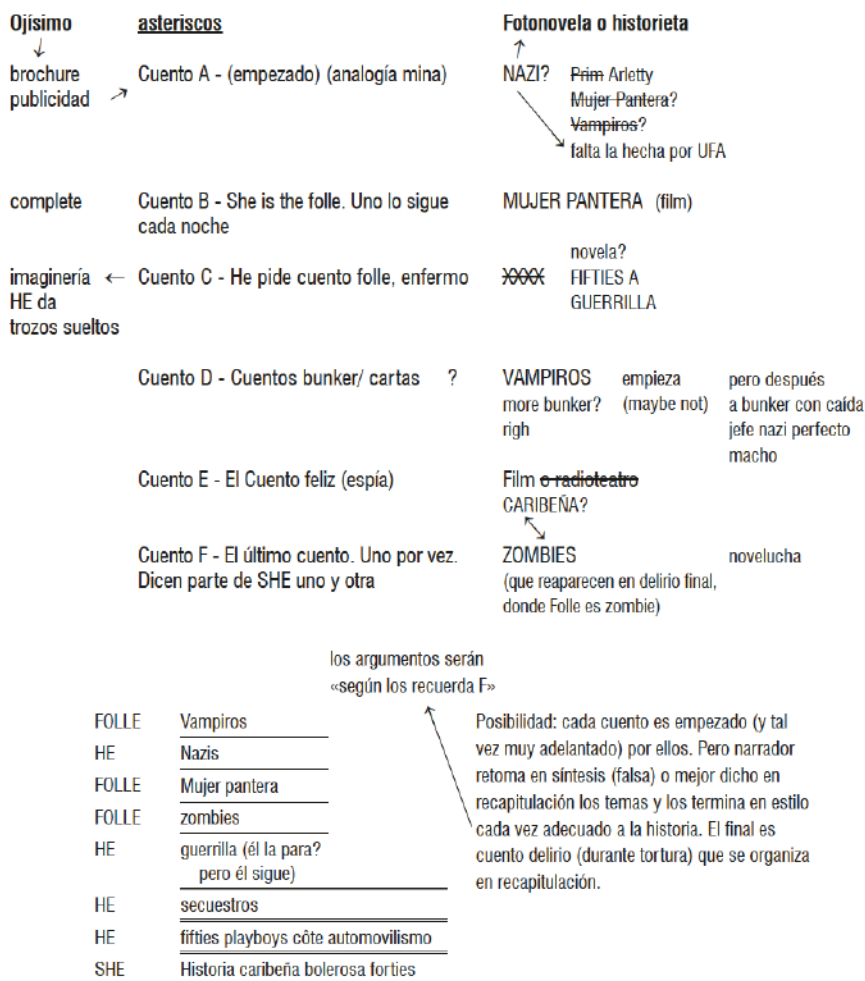 Ojísimo
asteriscos
Fotonovela o historieta
brochure
publicidad
Cuento A - (empezado) (analogía mina)
NAZI?
Prim Arletty
Mujer Pantera?
Vampiros?
falta la hecha por UFA
complete
Cuento B - She is the folle. Uno lo sigue
cada noche
MUJER PANTERA (film)
imaginería
HE da
trozos sueltos
Cuento C - He pide cuento folle, enfermo
XXXX
novela?
FIFTIES A
GUERRILLA
Cuento D - Cuentos bunker/ cartas ?
VAMPIROS
more bunker?
righ
empieza
(maybe not)
pero después
a bunker con caída
jefe nazi perfecto
macho
Cuento E - El Cuento feliz (espía)
Film o radioteatro
CARIBEÑA?
Cuento F - El último cuento. Uno por vez.
Dicen parte de SHE uno y otra
ZOMBIES
(que reaparecen en delirio final,
donde Folle es zombie)
novelucha
los argumentos serán
«según los recuerda F»
FOLLE Vampiros
HE Nazis
FOLLE Mujer pantera
FOLLE zombies
HE guerrilla (él la para?
pero él sigue)
HE secuestros
HE fifties playboys côte automovilismo
SHE Historia caribeña bolerosa forties
Posibilidad: cada cuento es empezado (y tal
vez muy adelantado) por ellos. Pero narrador
retoma en síntesis (falsa) o mejor dicho en
recapitulación los temas y los termina en estilo
cada vez adecuado a la historia. El final es
cuento delirio (durante tortura) que se organiza
en recapitulación.